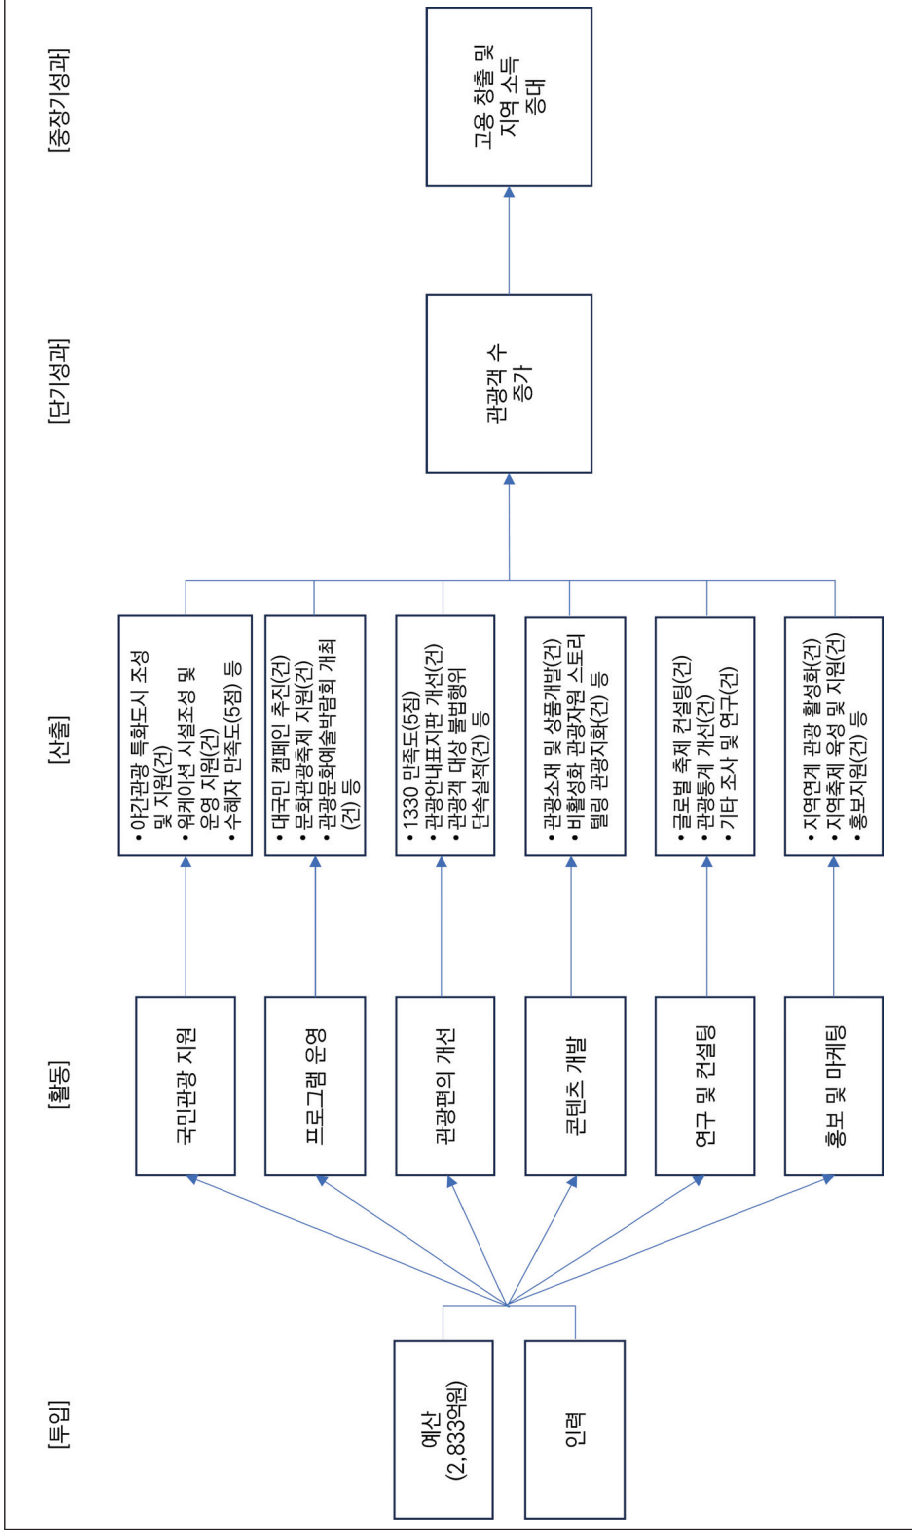 [투입]
예산
(2,833억원)
인력
[활동]
국민관광 지원
프로그램 운영
관광편의 개선
콘텐츠 개발
연구 및 컨설팅
홍보 및 마케팅
[산출]
• 야간관광 특화도시 조성
및 지원(건)
• 워케이션 시설조성 및
운영 지원(건)
• 수혜자 만족도(5점) 등
• 대국민 캠페인 추진(건)
• 문화관광축제 지원(건)
• 관광문화예술박람회 개최
(건) 등
• 1330 만족도(5점)
• 관광안내표지판 개선(건)
• 관광객 대상 불법행위
단속실적(건) 등
• 관광소재 및 상품개발(건)
• 비활성화 관광자원 스토리
텔링 관광지화(건) 등
• 글로벌 축제 컨설팅(건)
• 관광통계 개선(건)
• 기타 조사 및 연구(건)
• 지역연계 관광 활성화(건)
• 지역축제 육성 및 지원(건)
• 홍보지원(건) 등
[단기성과]
관광객 수
증가
[중장기성과]
고용 창출 및
지역 소득
증대